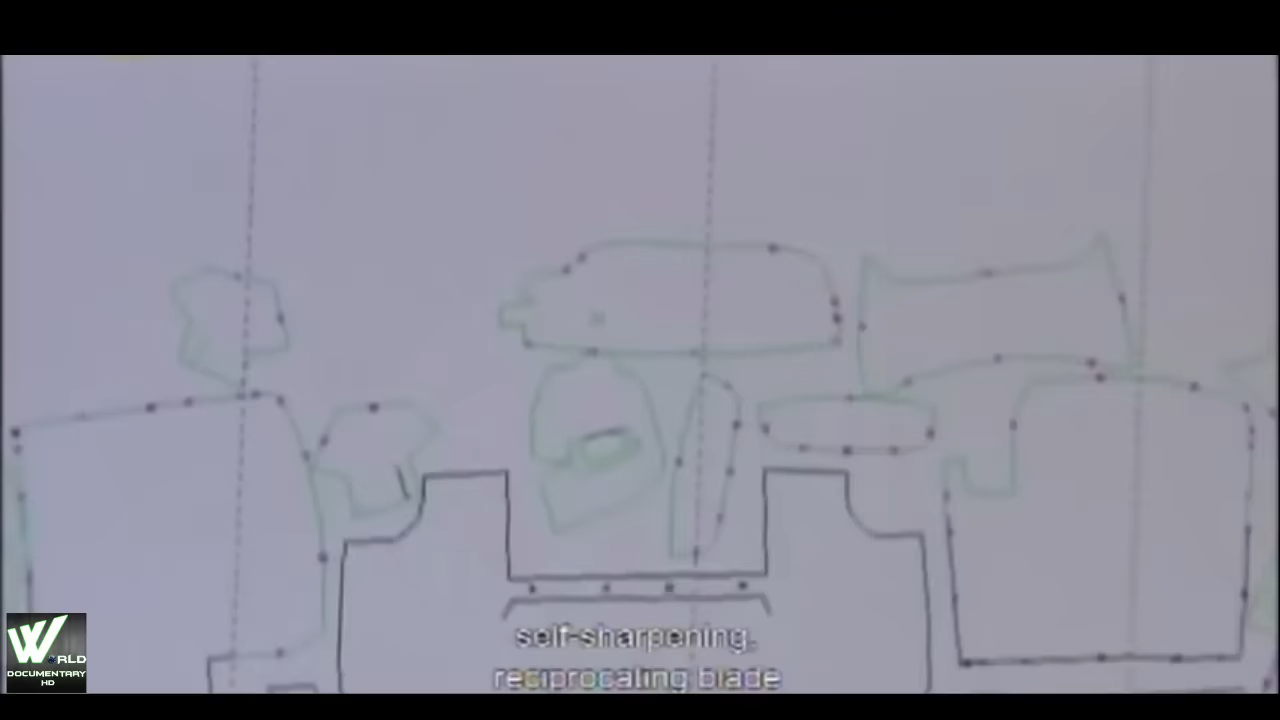 self-sharpening,
reciprocating blade
WORLD
DOCUMENTARY
HD